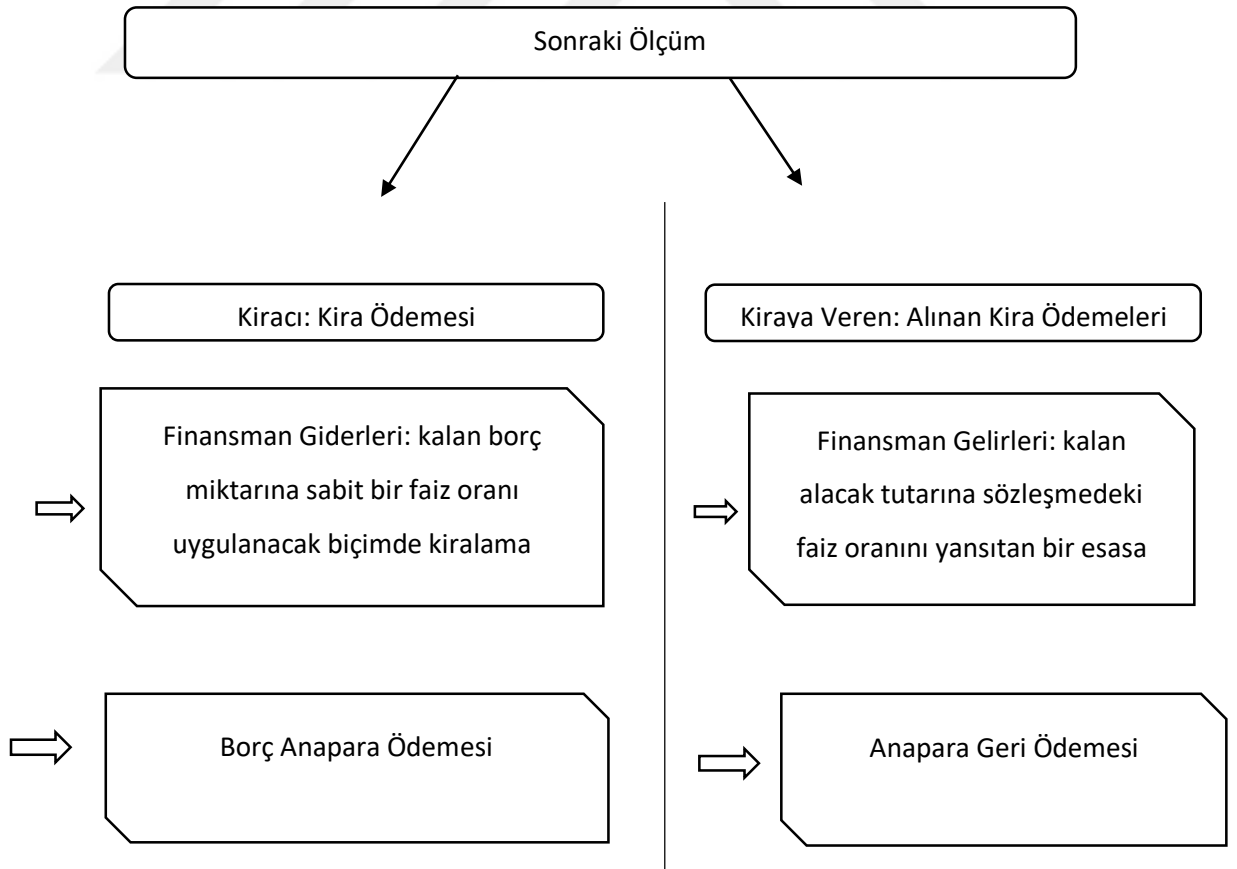 Sonraki Ölçüm
Kiracı: Kira Ödemesi
Kiraya Veren: Alınan Kira Ödemeleri
Finansman Giderleri: kalan borç
miktarına sabit bir faiz oranı
uygulanacak biçimde kiralama
Finansman Gelirleri: kalan
alacak tutarına sözleşmedeki
faiz oranını yansıtan bir esasa
Borç Anapara Ödemesi
Anapara Geri Ödemesi